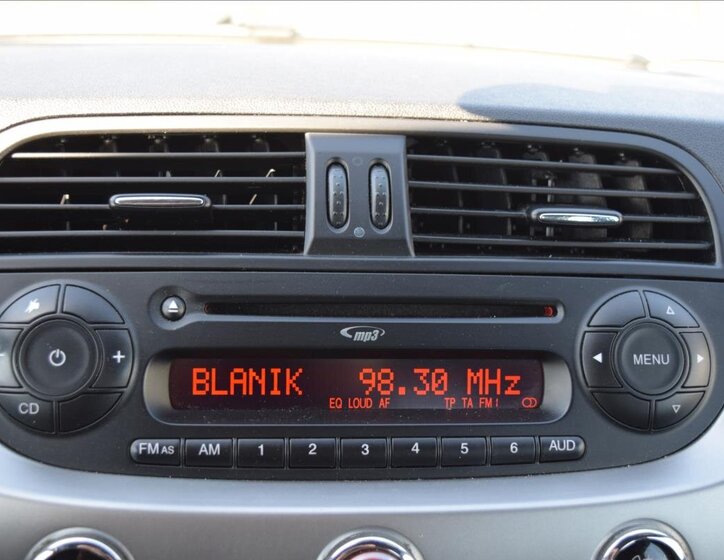 mp3
BLANIK 98.30 MHz
EQ LOUD AF TP TA FM1
+
-
CD
MENU
FM AS AM 1 2 3 4 5 6 AUD